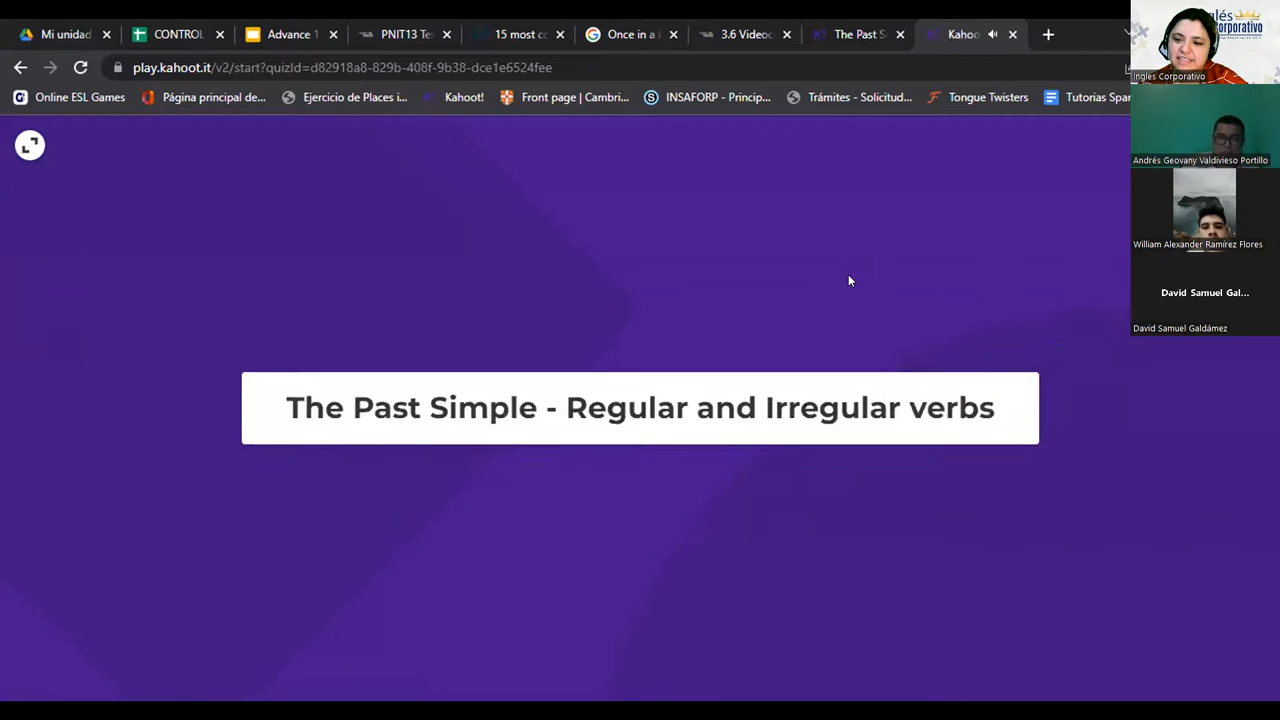 Mi unidad
CONTROL
Advance 1
PNIT13 Te
15 most c
Once in a
3.6 Videoc
The Past S
Kahoo
play.kahoot.it/v2/start?quizId=d82918a8-829b-408f-9b38-
Online ESL Games
Página principal de...
Ejercicio de Places i...
Kahoot!
Front page | Cambri...
INSAFORP - Princip...
Trámites - Solicitud...
Tongue Twisters
Tutorias Spar
The Past Simple - Regular and Irregular verbs
Inglés
Corporativo
Ingles Corporativo
Andrés Geovany Valdivieso Portillo
William Alexander Ramírez Flores
David Samuel Gal...
David Samuel Galdámez